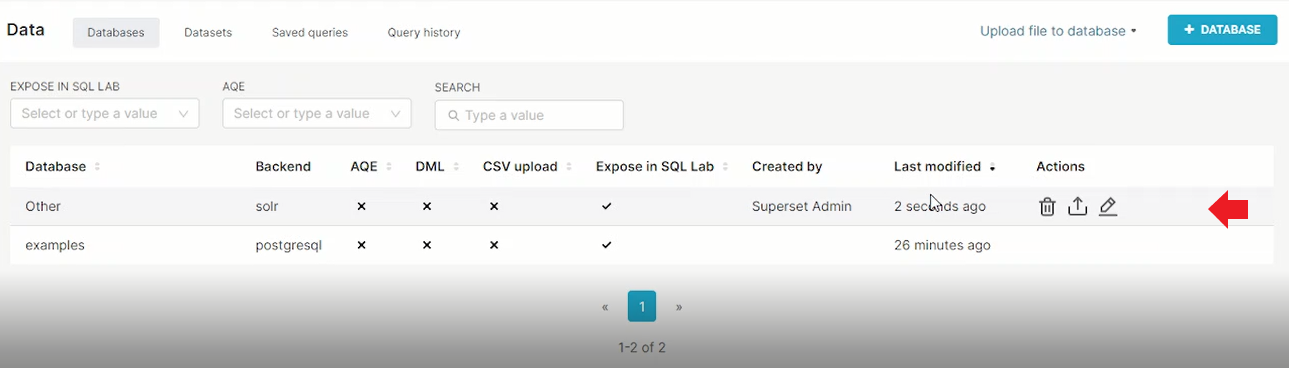 Data Databases Datasets Saved queries Query history Upload file to database + DATABASE
EXPOSE IN SQL LAB AQE SEARCH
Select or type a value Select or type a value Type a value
Database Backend AQE DML CSV upload Expose in SQL Lab Created by Last modified Actions
Other solr × × × ✓ Superset Admin 2 seconds ago
examples postgresql × × × ✓ 26 minutes ago
« 1 »
1-2 of 2